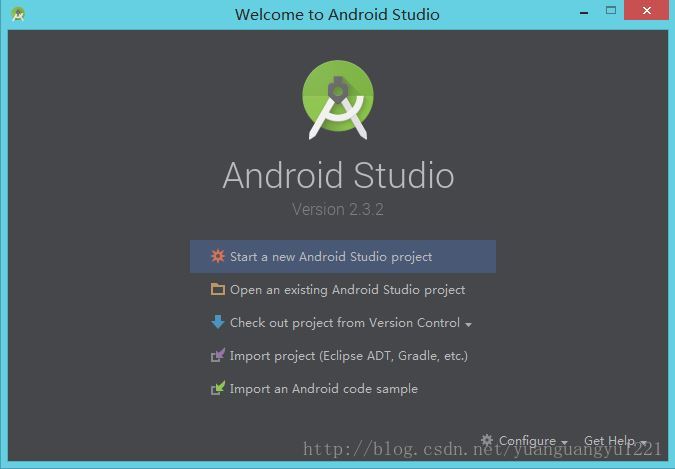 Welcome to Android Studio
Android Studio
Version 2.3.2
Start a new Android Studio project
Open an existing Android Studio project
Check out project from Version Control
Import project (Eclipse ADT, Gradle, etc.)
Import an Android code sample
Configure Get Help
http://blog.csdn.net/yuanguangyu1221